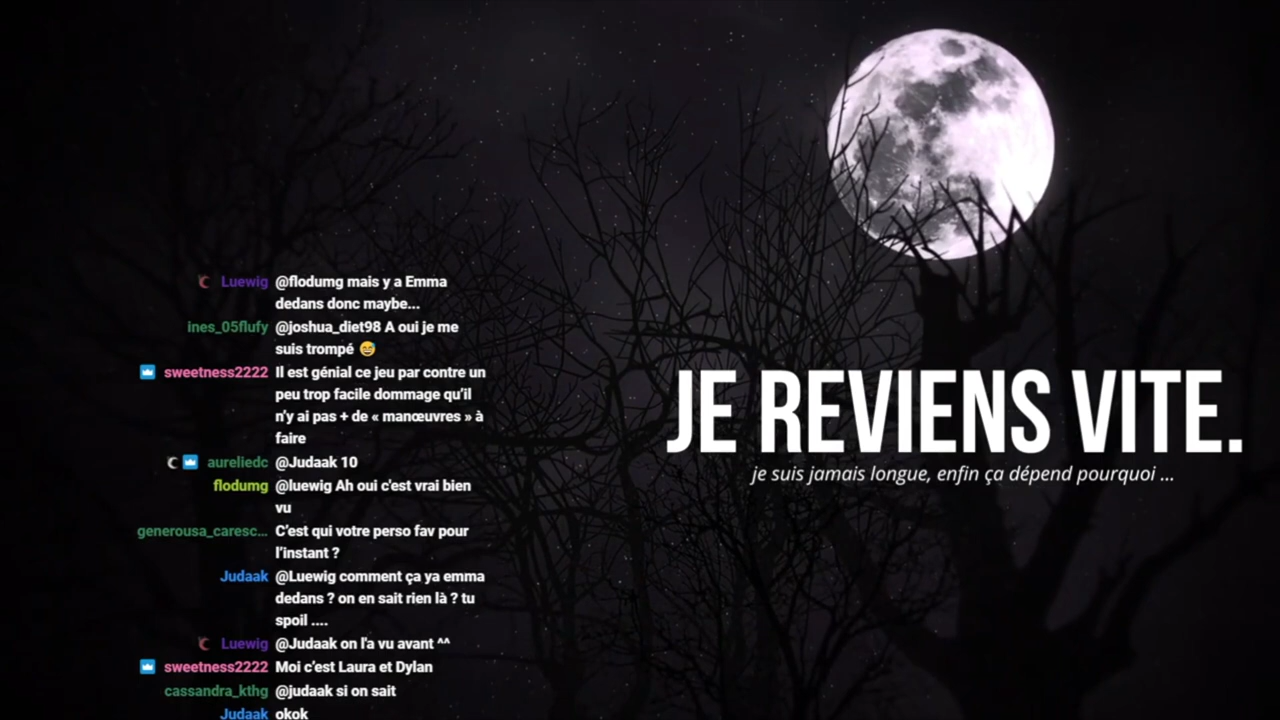 Luewig @flodumg mais y a Emma
dedans donc maybe...
ines_05flufy @joshua_diet98 A oui je me
suis trompé 😅
sweetness2222 Il est génial ce jeu par contre un
peu trop facile dommage qu'il
n'y ai pas + de « manœuvres » à
faire
aureliedc @Judaak 10
flodumg @luewig Ah oui c'est vrai bien
vu
generousa_caresc... C'est qui votre perso fav pour
l'instant ?
Judaak @Luewig comment ça ya emma
dedans ? on en sait rien là ? tu
spoil ....
Luewig @Judaak on l'a vu avant ^^
sweetness2222 Moi c'est Laura et Dylan
cassandra_kthg @judaak si on sait
Judaak okok
JE REVIENS VITE.
je suis jamais longue, enfin ça dépend pourquoi ...